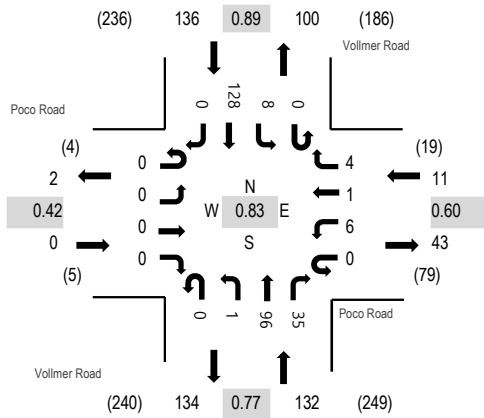 (236) 136 0.89 100 (186)
Vollmer Road
Poco Road
0 128 8 0
(4) (19)
2 0 4 11
0 1
0.42 N 0.60
W 0.83 E
0 S 6
0 0 0 43
(5) (79)
0 1 96 35
Poco Road
Vollmer Road
(240) 134 0.77 132 (249)